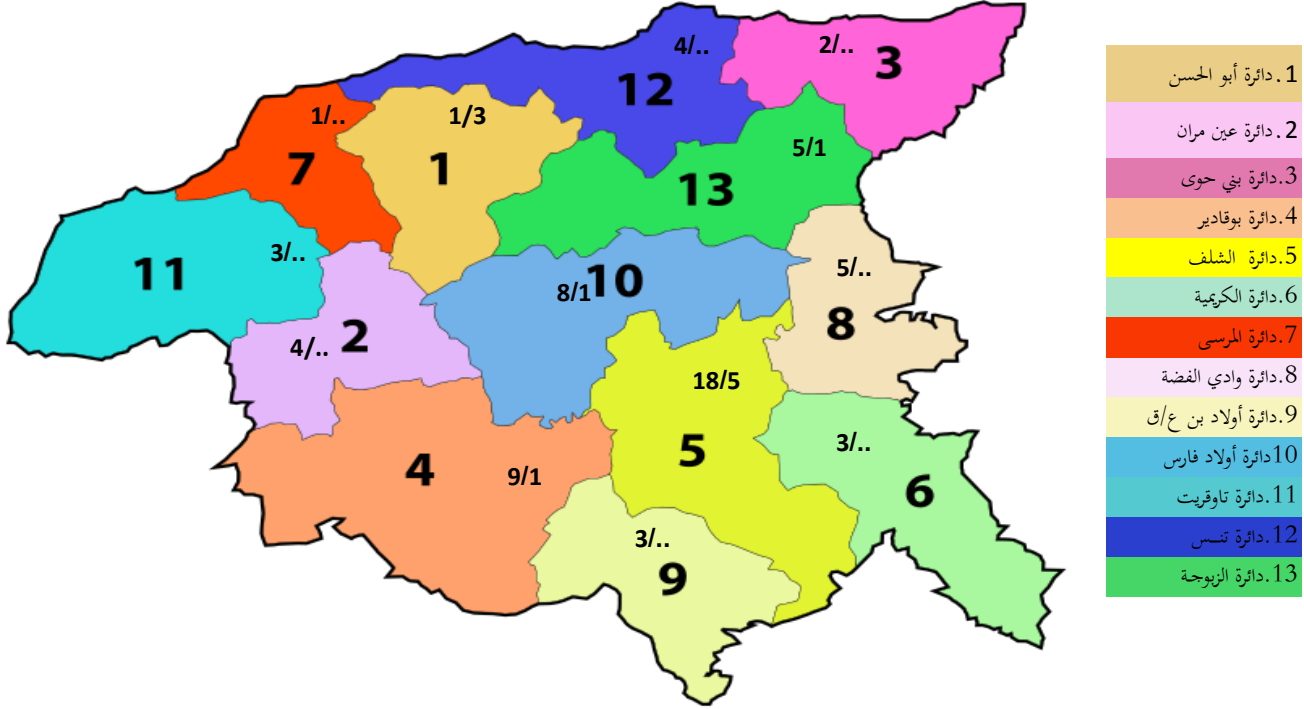 4/..
2/..
3
12
1/..
1/3
5/1
7
1
13
3/..
11
8/1
10
5/..
8
4/..
2
18/5
5
4
9/1
3/..
6
3/..
9
1.دائرة أبو الحسن
2.دائرة عين مران
3.دائرة بني حوى
4.دائرة بوقادير
5.دائرة الشلف
6.دائرة الكريمية
7.دائرة المرسى
8.دائرة وادي الفضة
9.دائرة أولاد بن ع/ق
10دائرة أولاد فارس
11.دائرة تاوقريت
12.دائرة تنــس
13.دائرة الزبوجة